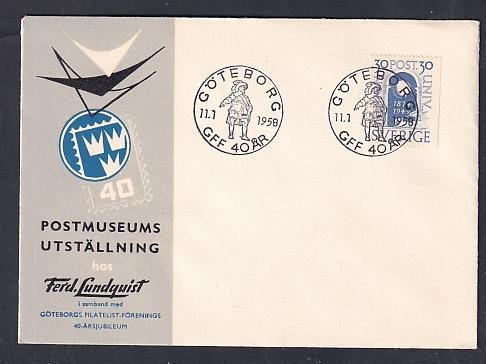 40
POSTMUSEUMS
UTSTÄLLNING
hos
Ferd. Lundquist
i samband med
GÖTEBORGS FILATELIST-FÖRENINGS
40-ÅRSJUBILEUM
GÖTEBORG
11.1 1958
GFF 40 ÅR
GÖTEBORG
11.1 1958
GFF 40 ÅR
30 POST. 30
UNIV.
SVERIGE